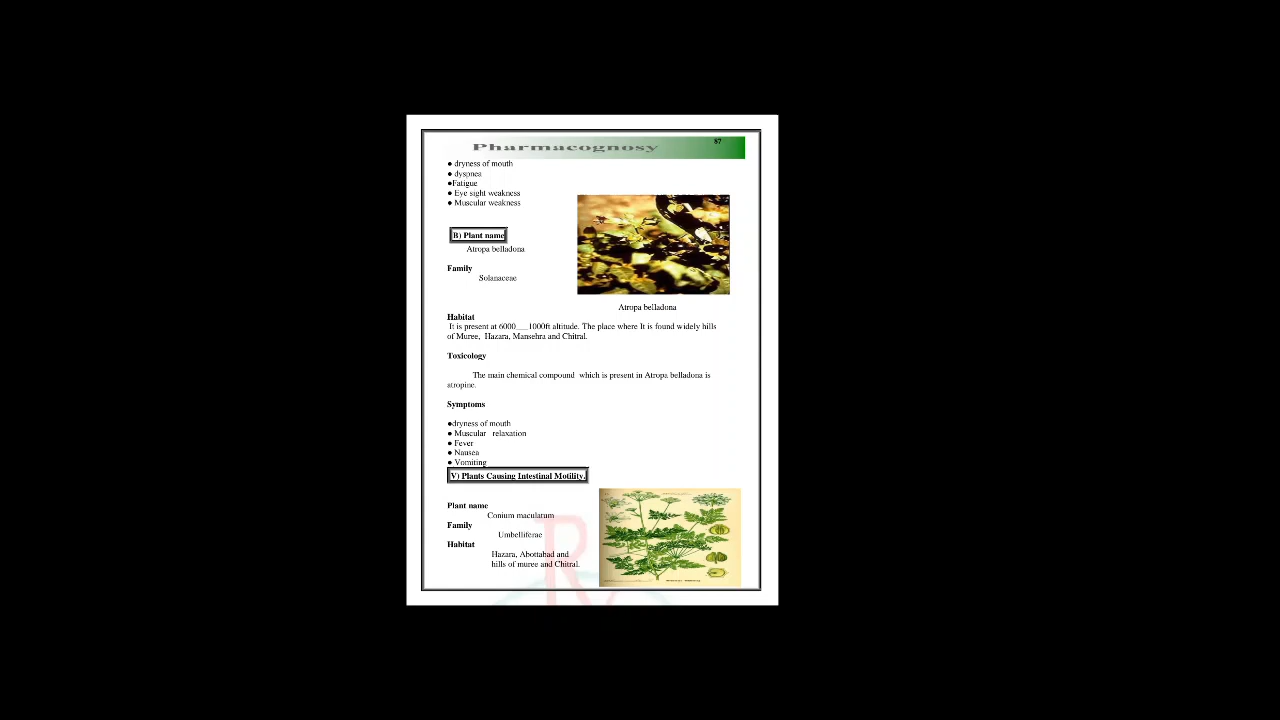 Pharmacognosy 87
● dryness of mouth
● dyspnea
●Fatigue
● Eye sight weakness
● Muscular weakness
B) Plant name
Atropa belladona
Family
Solanaceae
Atropa belladona
Habitat
It is present at 6000___1000ft altitude. The place where It is found widely hills
of Muree, Hazara, Mansehra and Chitral.
Toxicology
The main chemical compound which is present in Atropa belladona is
atropine.
Symptoms
●dryness of mouth
● Muscular relaxation
● Fever
● Nausea
● Vomiting
V) Plants Causing Intestinal Motility.
Plant name
Conium maculatum
Family
Umbelliferae
Habitat
Hazara, Abottabad and
hills of muree and Chitral.